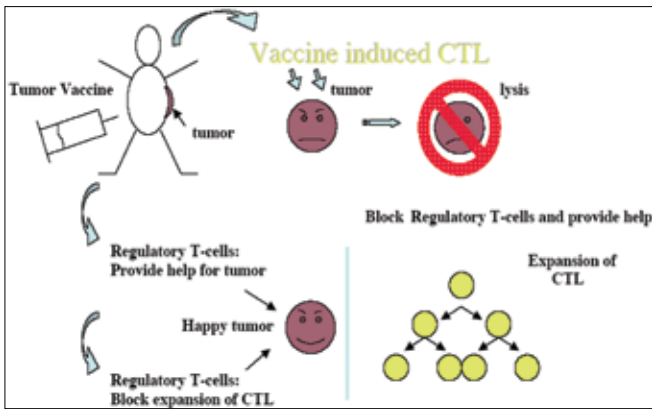 Vaccine induced CTL
Tumor Vaccine
tumor
tumor
lysis
Block Regulatory T-cells and provide help
Regulatory T-cells:
Provide help for tumor
Expansion of
CTL
Happy tumor
Regulatory T-cells:
Block expansion of CTL